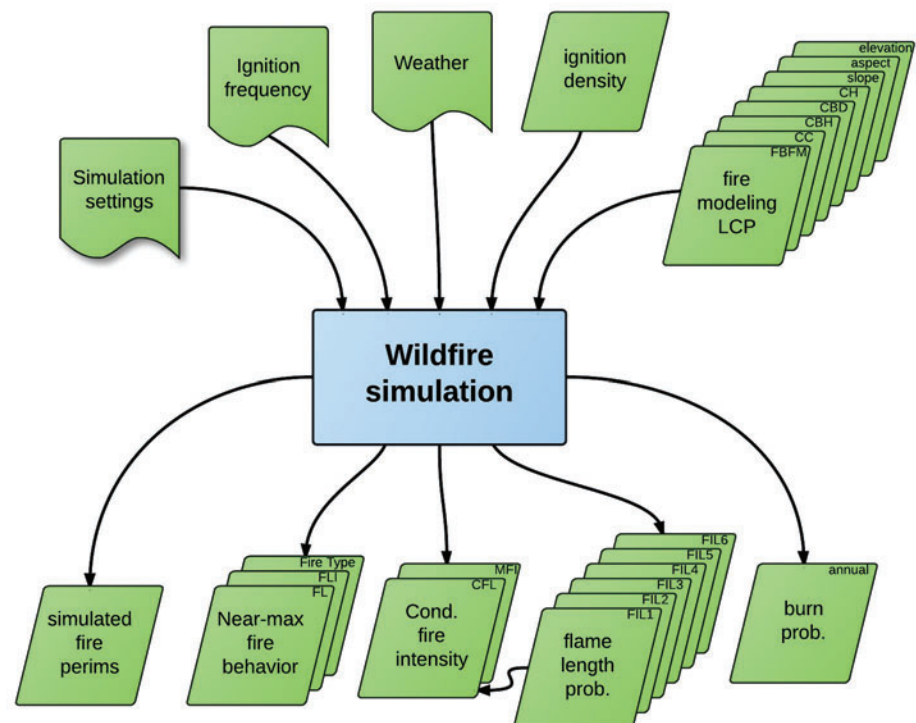 Simulation
settings
Ignition
frequency
Weather
ignition
density
elevation
aspect
slope
CH
CBD
CBH
CC
FBFM
fire
modeling
LCP
Wildfire
simulation
simulated
fire
perims
Fire Type
FLI
FL
Near-max
fire
behavior
MFI
CFL
Cond.
fire
intensity
FIL6
FIL5
FIL4
FIL3
FIL2
FIL1
flame
length
prob.
annual
burn
prob.